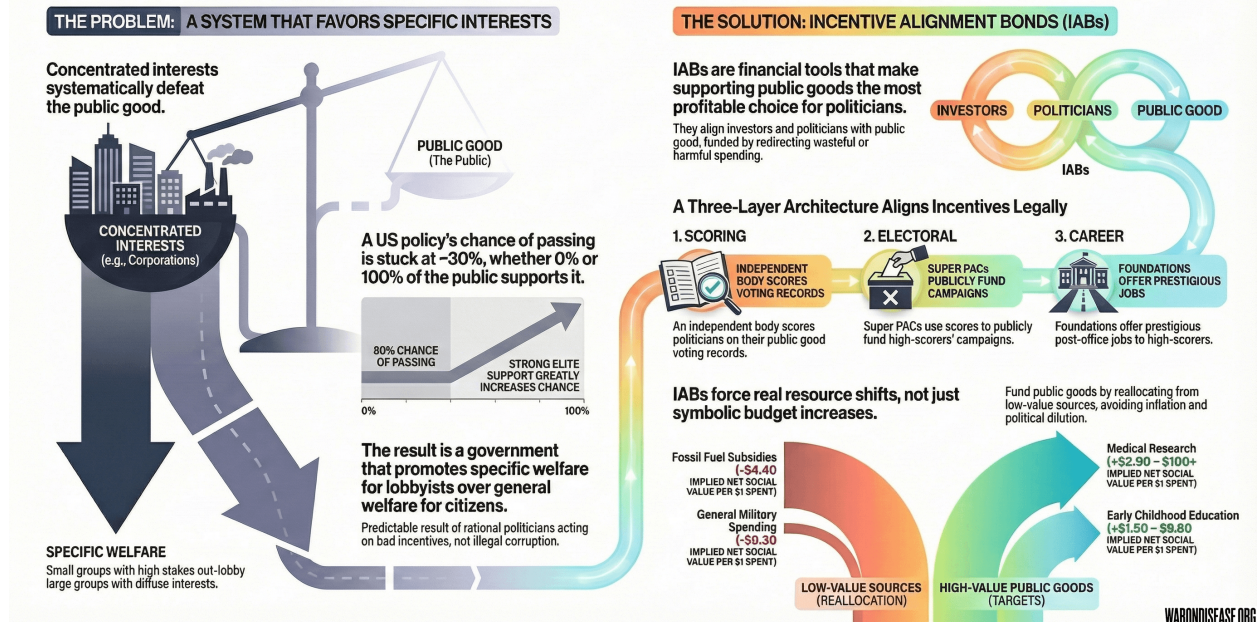 THE PROBLEM: A SYSTEM THAT FAVORS SPECIFIC INTERESTS
Concentrated interests
systematically defeat
the public good.
PUBLIC GOOD
(The Public)
CONCENTRATED
INTERESTS
(e.g., Corporations)
A US policy's chance of passing
is stuck at ~30%, whether 0% or
100% of the public supports it.
80% CHANCE
OF PASSING
STRONG ELITE
SUPPORT GREATLY
INCREASES CHANCE
0%
100%
The result is a government
that promotes specific welfare
for lobbyists over general
welfare for citizens.
Predictable result of rational politicians acting
on bad incentives, not illegal corruption.
SPECIFIC WELFARE
Small groups with high stakes out-lobby
large groups with diffuse interests.
THE SOLUTION: INCENTIVE ALIGNMENT BONDS (IABs)
IABs are financial tools that make
supporting public goods the most
profitable choice for politicians.
They align investors and politicians with public
good, funded by redirecting wasteful or
harmful spending.
INVESTORS
POLITICIANS
PUBLIC GOOD
IABs
A Three-Layer Architecture Aligns Incentives Legally
1. SCORING
INDEPENDENT
BODY SCORES
VOTING RECORDS
An independent body scores
politicians on their public good
voting records.
2. ELECTORAL
SUPER PACs
PUBLICLY FUND
CAMPAIGNS
Super PACs use scores to publicly
fund high-scorers' campaigns.
3. CAREER
FOUNDATIONS
OFFER PRESTIGIOUS
JOBS
Foundations offer prestigious
post-office jobs to high-scorers.
IABs force real resource shifts, not just
symbolic budget increases.
Fund public goods by reallocating from
low-value sources, avoiding inflation and
political dilution.
Fossil Fuel Subsidies
(-$4.40
IMPLIED NET SOCIAL
VALUE PER $1 SPENT)
General Military
Spending
(-$0.30
IMPLIED NET SOCIAL
VALUE PER $1 SPENT)
LOW-VALUE SOURCES
(REALLOCATION)
HIGH-VALUE PUBLIC GOODS
(TARGETS)
Medical Research
(+$2.90 – $100+
IMPLIED NET SOCIAL
VALUE PER $1 SPENT)
Early Childhood Education
(+$1.50 – $9.80
IMPLIED NET SOCIAL
VALUE PER $1 SPENT)
WARONDISEASE.ORG